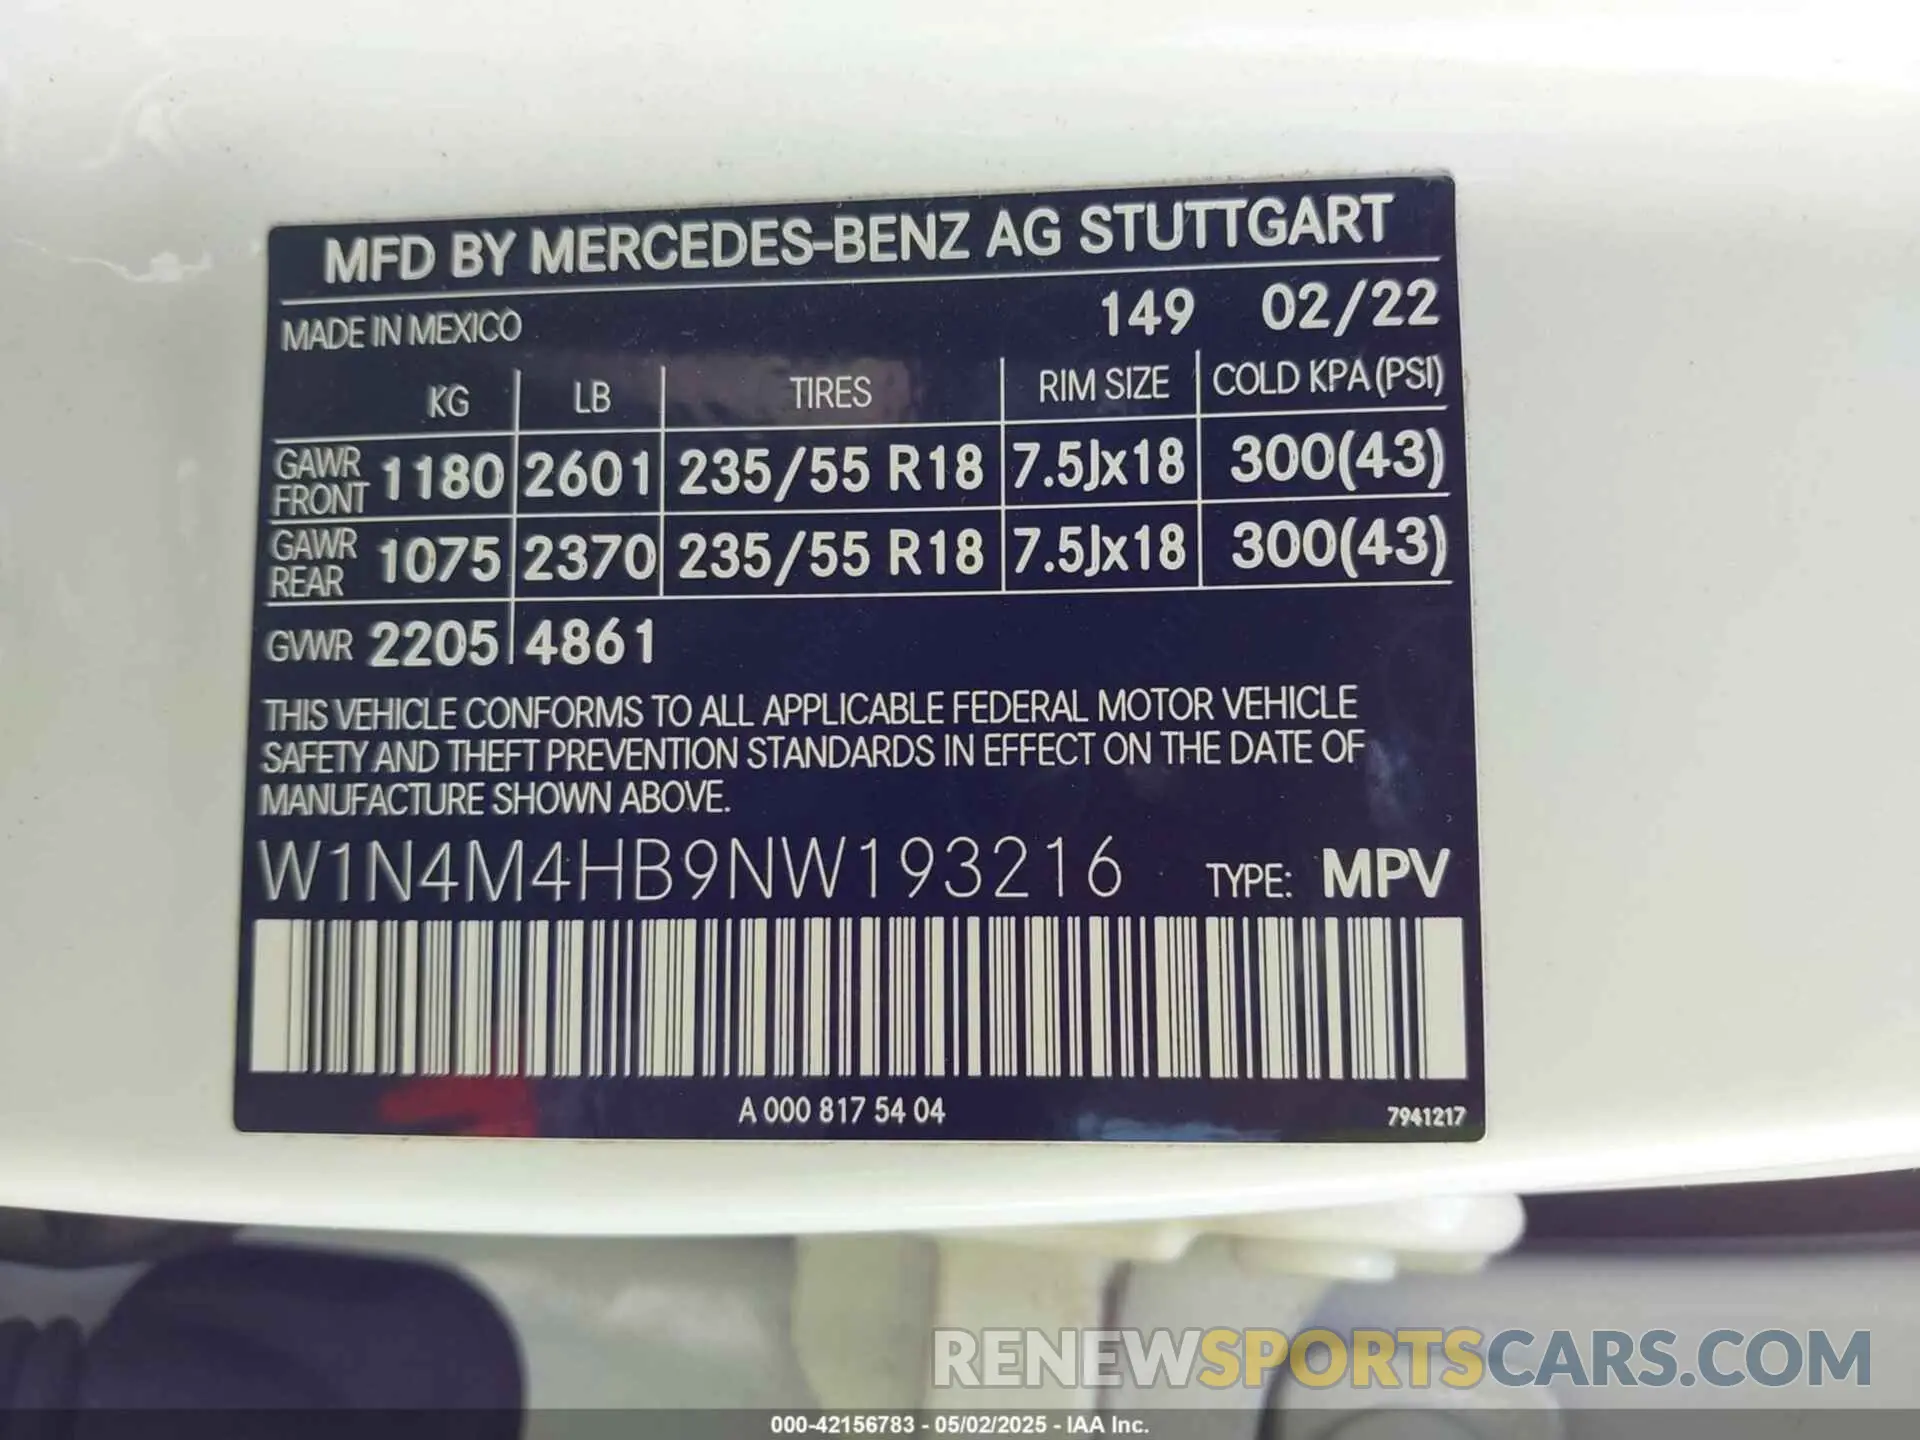 MFD BY MERCEDES-BENZ AG STUTTGART
MADE IN MEXICO 149 02/22
KG LB TIRES RIM SIZE COLD KPA (PSI)
GAWR FRONT 1180 2601 235/55 R18 7.5Jx18 300(43)
GAWR REAR 1075 2370 235/55 R18 7.5Jx18 300(43)
GVWR 2205 4861
THIS VEHICLE CONFORMS TO ALL APPLICABLE FEDERAL MOTOR VEHICLE
SAFETY AND THEFT PREVENTION STANDARDS IN EFFECT ON THE DATE OF
MANUFACTURE SHOWN ABOVE.
W1N4M4HB9NW193216 TYPE: MPV
A 000 817 54 04 7941217
RENEWSPORTSCARS.COM
000-42156783 - 05/02/2025 - IAA Inc.